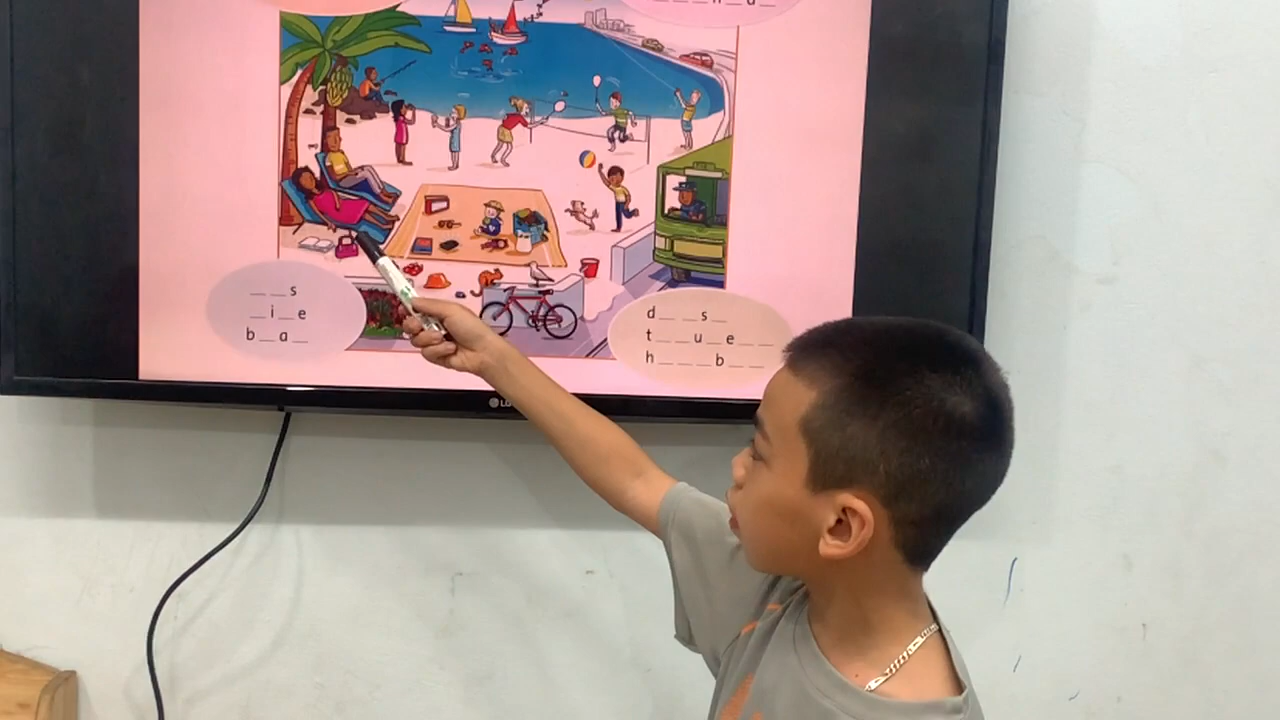 _ _ s
_ i _ e
b _ a _
d _ _ s _
t _ _ u _ e _ _
h _ _ _ b _ _
LG